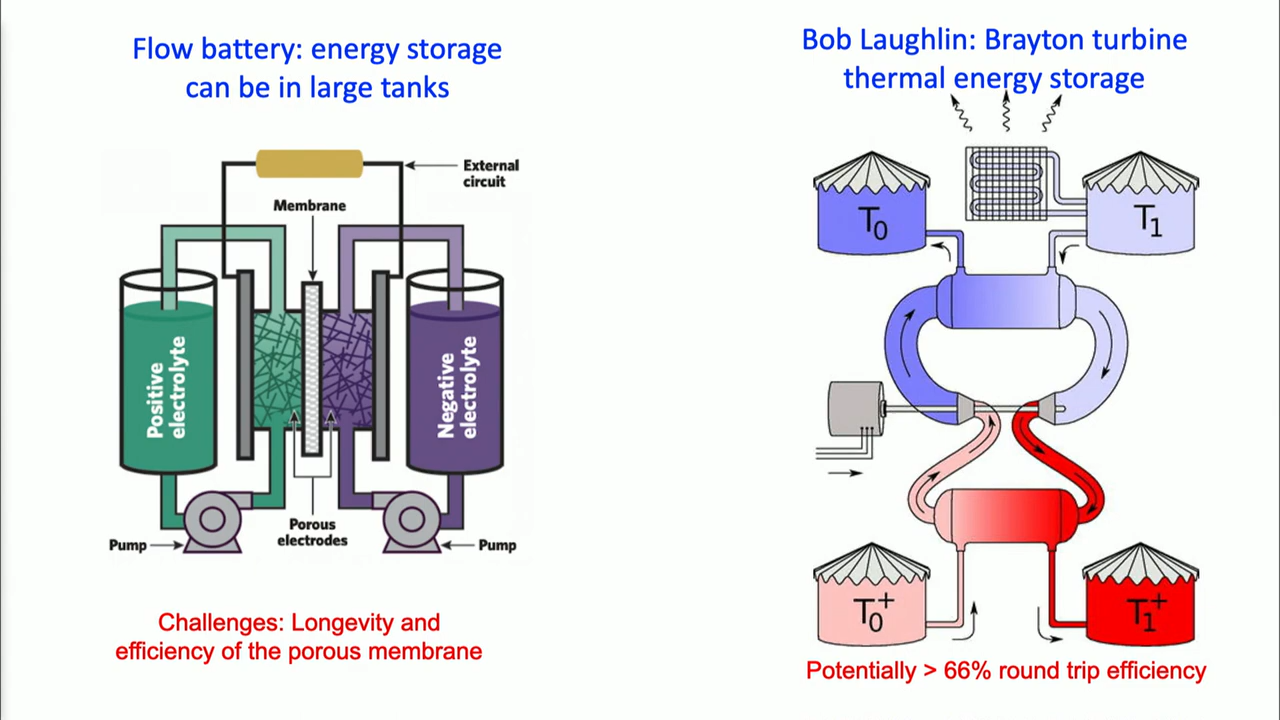 Flow battery: energy storage
can be in large tanks
External
circuit
Membrane
Positive
electrolyte
Negative
electrolyte
Porous
electrodes
Pump
Pump
Challenges: Longevity and
efficiency of the porous membrane
Bob Laughlin: Brayton turbine
thermal energy storage
T₀
T₁
T₀⁺
T₁⁺
Potentially > 66% round trip efficiency